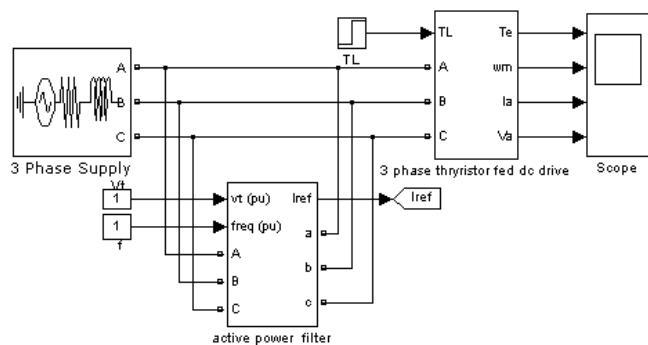 TL
TL
Te
A
A
wm
B
B
Ia
C
C
Va
3 Phase Supply
3 phase thryristor fed dc drive
Scope
Vt
1
vt (pu)
Iref
Iref
1
freq (pu)
f
a
A
b
B
c
C
active power filter